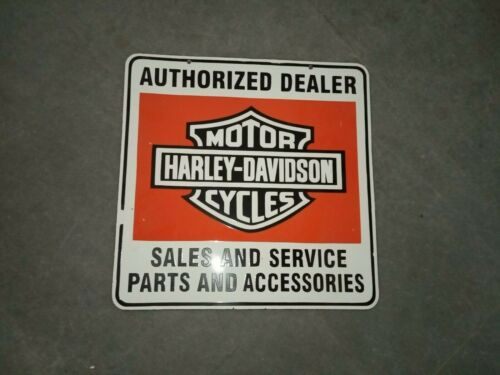 AUTHORIZED DEALER
MOTOR
HARLEY-DAVIDSON
CYCLES
SALES AND SERVICE
PARTS AND ACCESSORIES